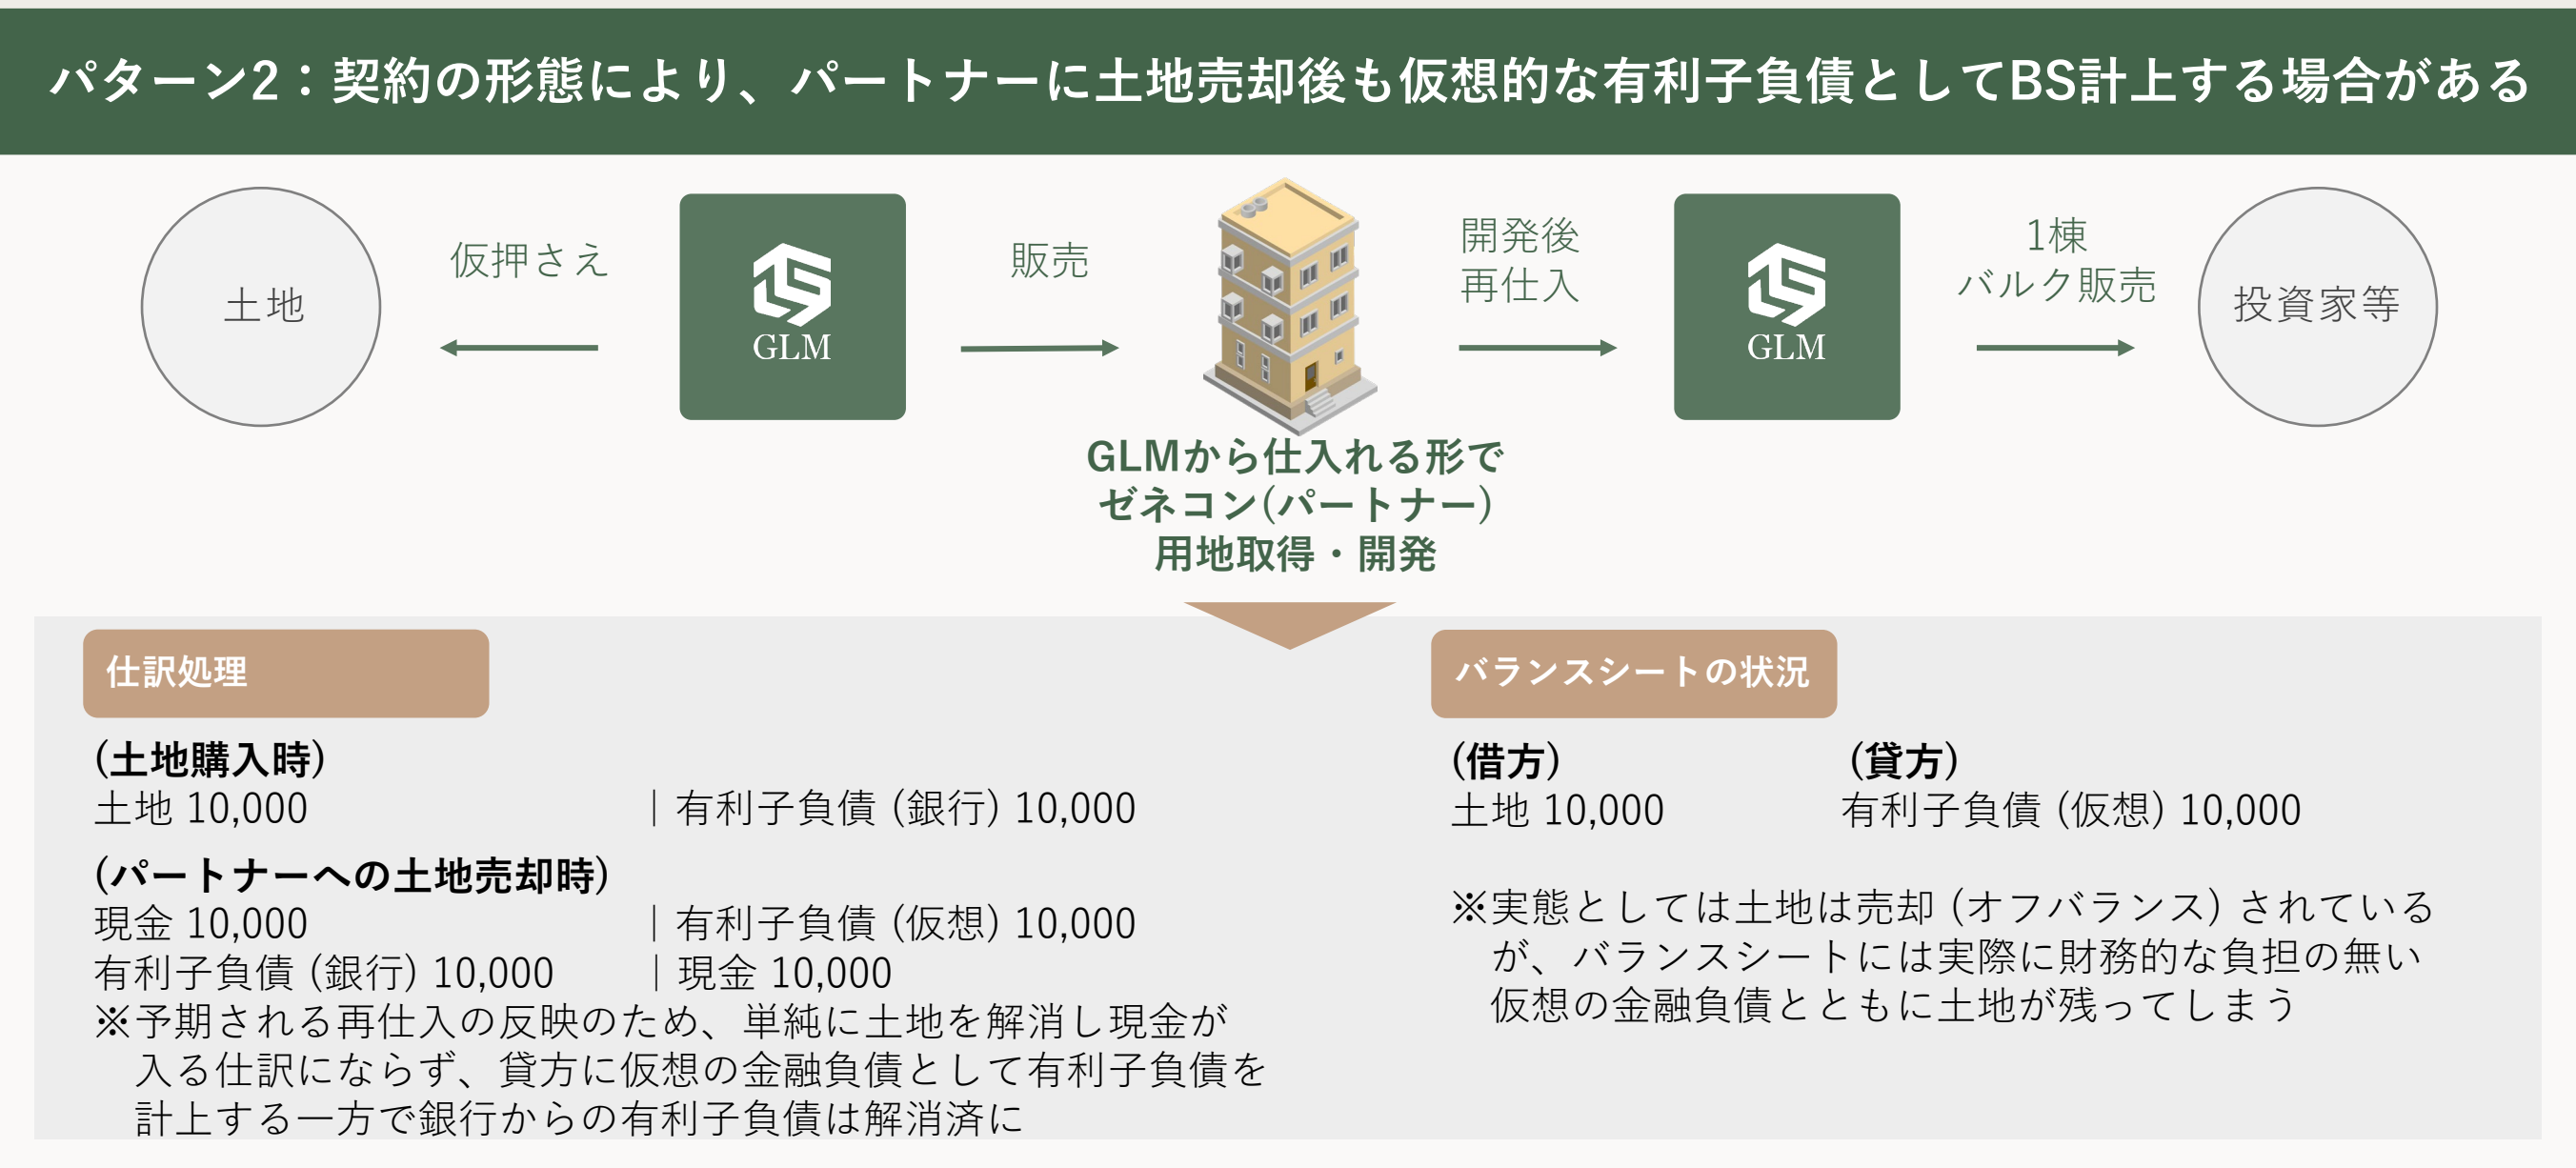 パターン2：契約の形態により、パートナーに土地売却後も仮想的な有利子負債としてBS計上する場合がある
土地
仮押さえ
GLM
販売
開発後
再仕入
GLM
1棟
バルク販売
投資家等
GLMから仕入れる形で
ゼネコン(パートナー)
用地取得・開発
仕訳処理
(土地購入時)
土地 10,000 ｜有利子負債 (銀行) 10,000
(パートナーへの土地売却時)
現金 10,000 ｜有利子負債 (仮想) 10,000
有利子負債 (銀行) 10,000 ｜現金 10,000
※予期される再仕入の反映のため、単純に土地を解消し現金が
入る仕訳にならず、貸方に仮想の金融負債として有利子負債を
計上する一方で銀行からの有利子負債は解消済に
バランスシートの状況
(借方) (貸方)
土地 10,000 有利子負債 (仮想) 10,000
※実態としては土地は売却 (オフバランス) されている
が、バランスシートには実際に財務的な負担の無い
仮想の金融負債とともに土地が残ってしまう